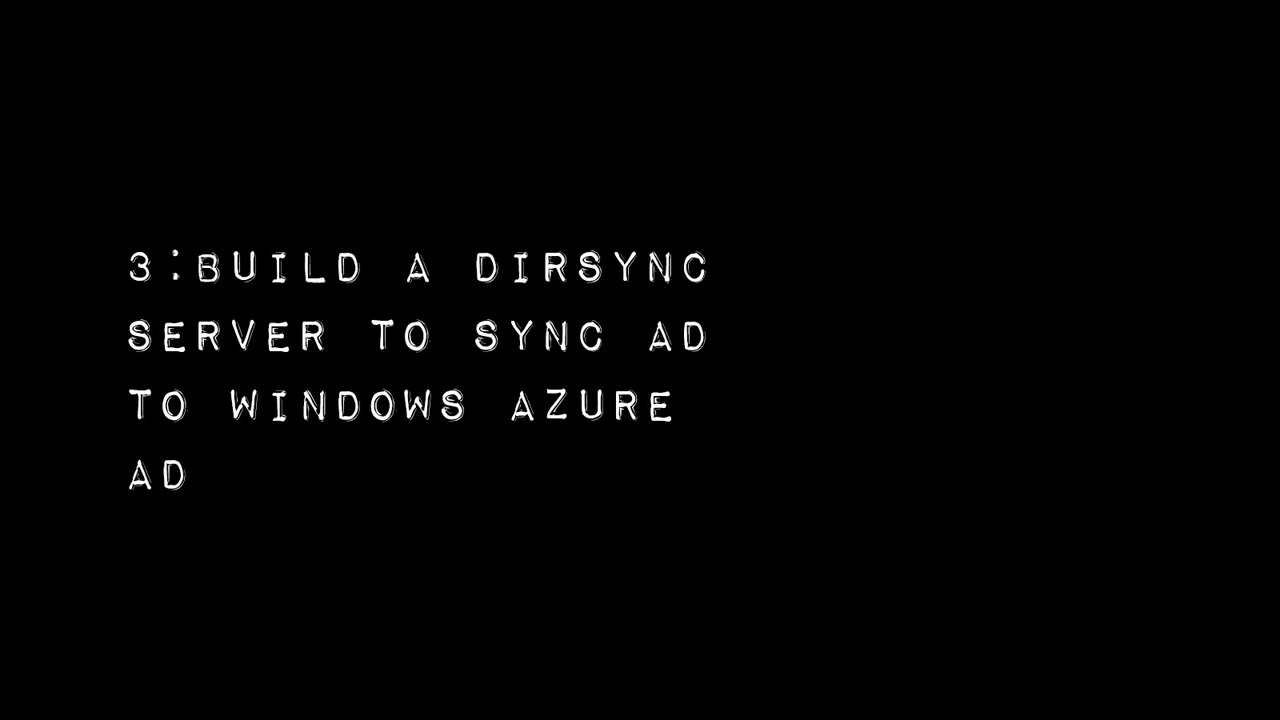 3:BUILD A DIRSYNC
SERVER TO SYNC AD
TO WINDOWS AZURE
AD